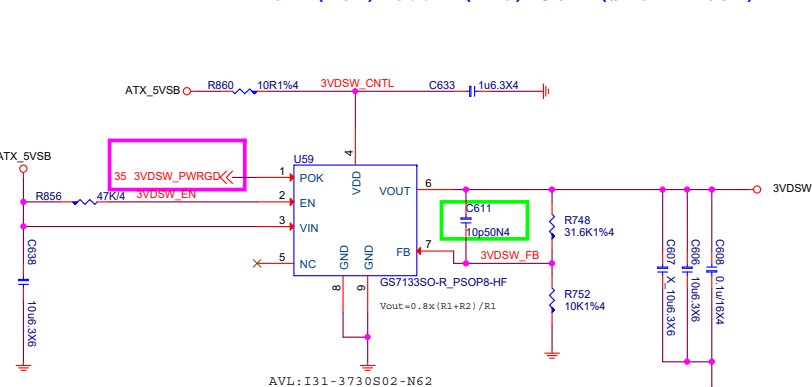 ATX_5VSB
R860
10R1%4
3VDSW_CNTL
C633
1u6.3X4
ATX_5VSB
35 3VDSW_PWRGD
U59
4
VDD
1
POK
R856
47K/4
3VDSW_EN
2
EN
3
VIN
5
NC
VOUT
6
FB
7
GND
GND
8
9
3VDSW
C611
10p50N4
3VDSW_FB
R748
31.6K1%4
R752
10K1%4
GS7133SO-R_PSOP8-HF
Vout=0.8x(R1+R2)/R1
C638
10u6.3X6
C607
X_10u6.3X6
C606
10u6.3X6
C608
0.1u/16X4
AVL:I31-3730S02-N62